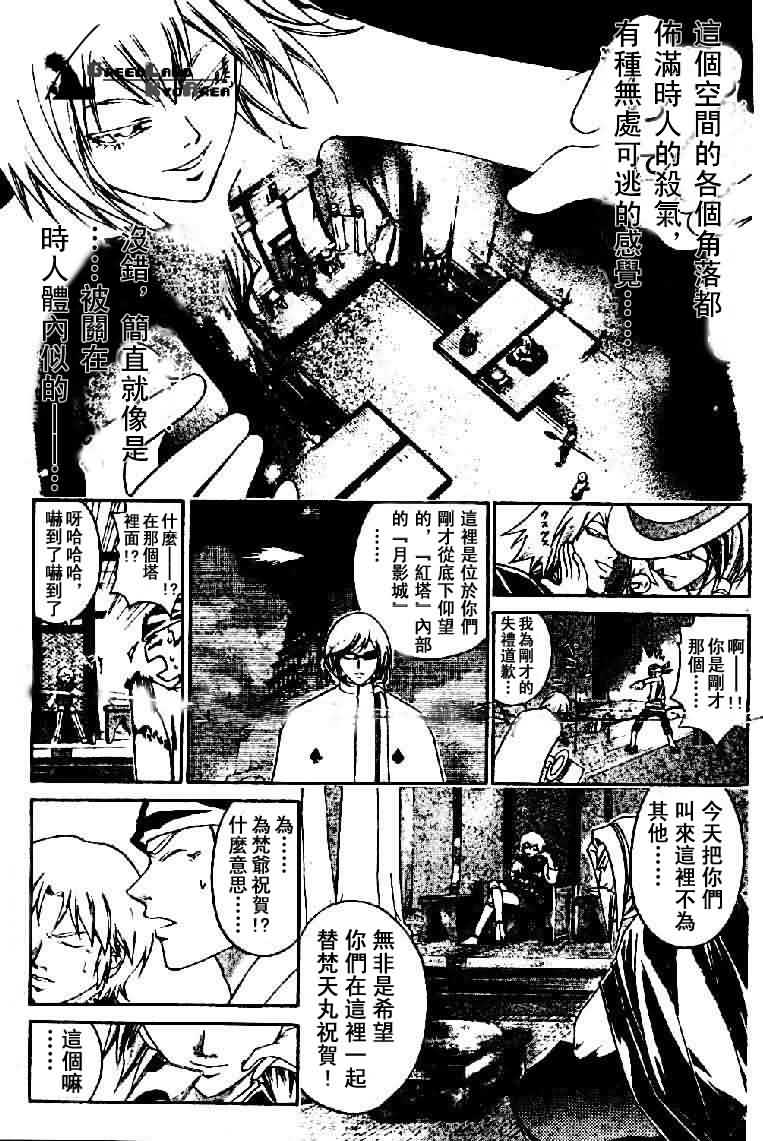 這個空間的各個角落都
佈滿時人的殺氣,
有種無處可逃的感覺……
沒錯,簡直就像是
……被關在
時人體內似的——…
啊——!!
你是剛才
那個……
我為剛才的
失禮道歉…
這裡是位於你們
剛才從底下仰望
的,『紅塔』內部
的『月影城』
……
什麼——!?
在那個塔
裡面!?
呀哈哈哈,
嚇到了嚇到了
今天把你們
叫來這裡不為
其他……
無非是希望
你們在這裡一起
替梵天丸祝賀!
為……
為梵爺祝賀!?
什麼意思……
這個嘛